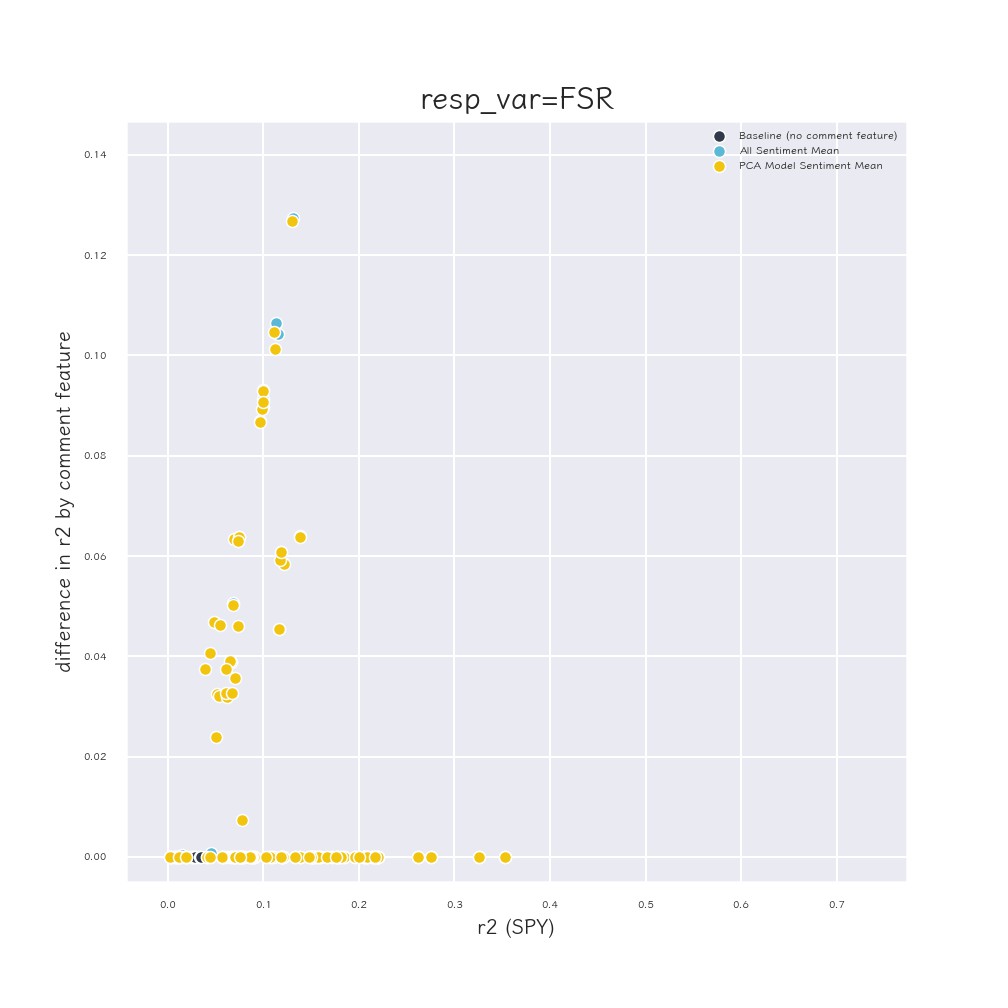 resp_var=FSR
Baseline (no comment feature)
All Sentiment Mean
PCA Model Sentiment Mean
0.14
0.12
0.10
0.08
0.06
0.04
0.02
0.00
difference in r2 by comment feature
0.0 0.1 0.2 0.3 0.4 0.5 0.6 0.7
r2 (SPY)